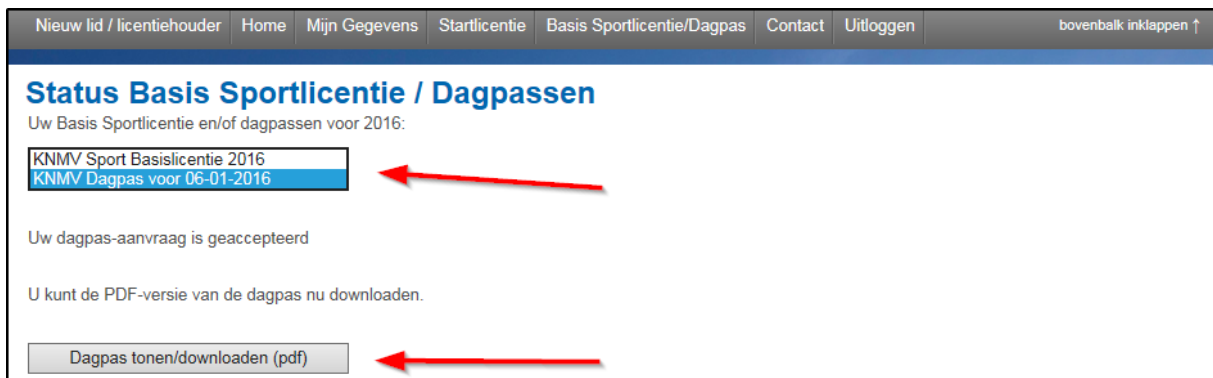 Nieuw lid / licentiehouder Home Mijn Gegevens Startlicentie Basis Sportlicentie/Dagpas Contact Uitloggen bovenbalk inklappen ↑
Status Basis Sportlicentie / Dagpassen
Uw Basis Sportlicentie en/of dagpassen voor 2016:
KNMV Sport Basislicentie 2016
KNMV Dagpas voor 06-01-2016
Uw dagpas-aanvraag is geaccepteerd
U kunt de PDF-versie van de dagpas nu downloaden.
Dagpas tonen/downloaden (pdf)